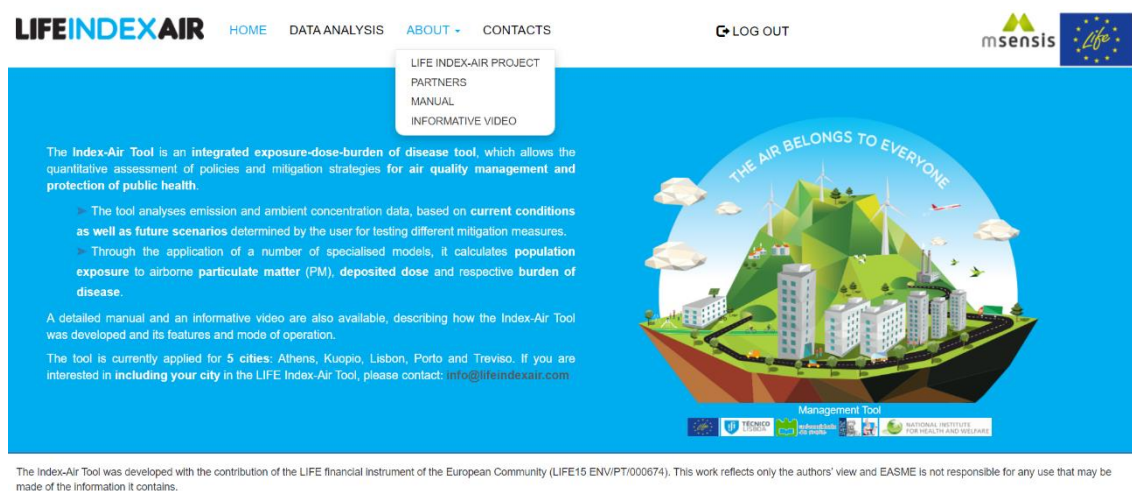 LIFEINDEXAIR HOME DATA ANALYSIS ABOUT CONTACTS LOG OUT
msensis Life
LIFE INDEX-AIR PROJECT
PARTNERS
MANUAL
INFORMATIVE VIDEO
The Index-Air Tool is an integrated exposure-dose-burden of disease tool, which allows the
quantitative assessment of policies and mitigation strategies for air quality management and
protection of public health.
➤ The tool analyses emission and ambient concentration data, based on current conditions
as well as future scenarios determined by the user for testing different mitigation measures.
➤ Through the application of a number of specialised models, it calculates population
exposure to airborne particulate matter (PM), deposited dose and respective burden of
disease.
A detailed manual and an informative video are also available, describing how the Index-Air Tool
was developed and its features and mode of operation.
The tool is currently applied for 5 cities: Athens, Kuopio, Lisbon, Porto and Treviso. If you are
interested in including your city in the LIFE Index-Air Tool, please contact: info@lifeindexair.com
THE AIR BELONGS TO EVERYONE
Management Tool
TÉCNICO
LISBOA
NATIONAL INSTITUTE
FOR HEALTH AND WELFARE
The Index-Air Tool was developed with the contribution of the LIFE financial instrument of the European Community (LIFE15 ENV/PT/000674). This work reflects only the authors' view and EASME is not responsible for any use that may be
made of the information it contains.